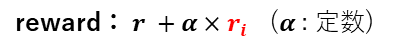 reward： r + α × rᵢ （α : 定数）